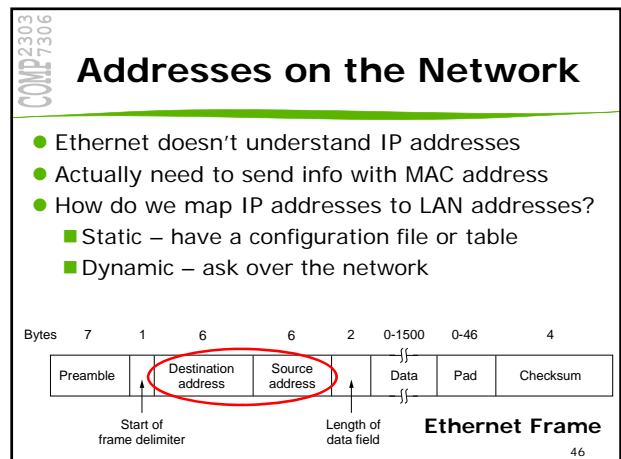 COMP 2303
7306
Addresses on the Network
Ethernet doesn't understand IP addresses
Actually need to send info with MAC address
How do we map IP addresses to LAN addresses?
Static – have a configuration file or table
Dynamic – ask over the network
Bytes 7 1 6 6 2 0-1500 0-46 4
Preamble Destination address Source address Data Pad Checksum
Start of frame delimiter
Length of data field
Ethernet Frame
46